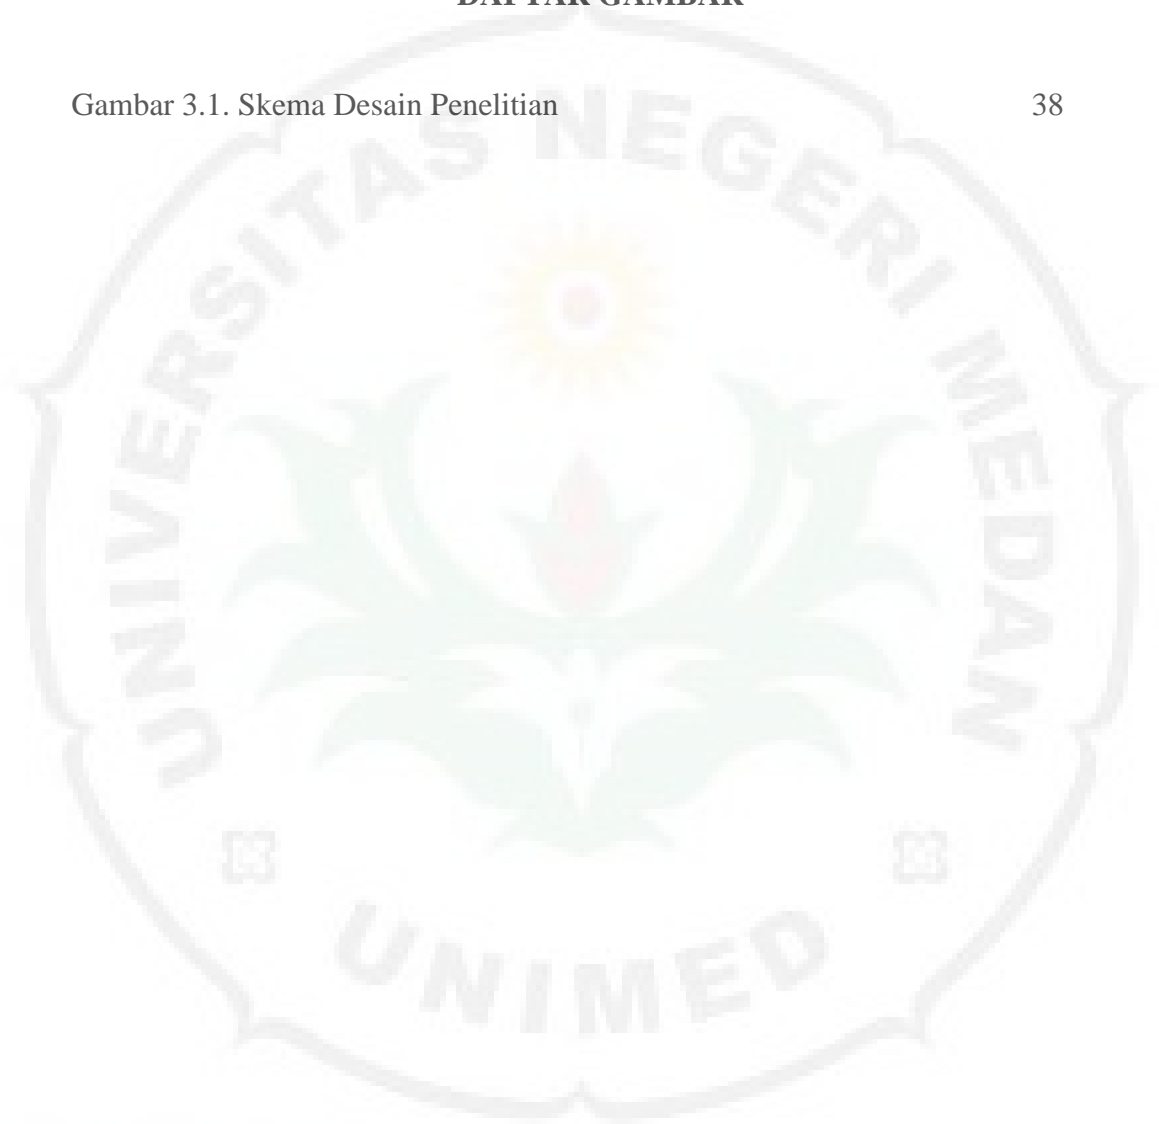 DAFTAR GAMBAR
Gambar 3.1. Skema Desain Penelitian 38
UNIVERSITAS NEGERI MEDAN
UNIMED